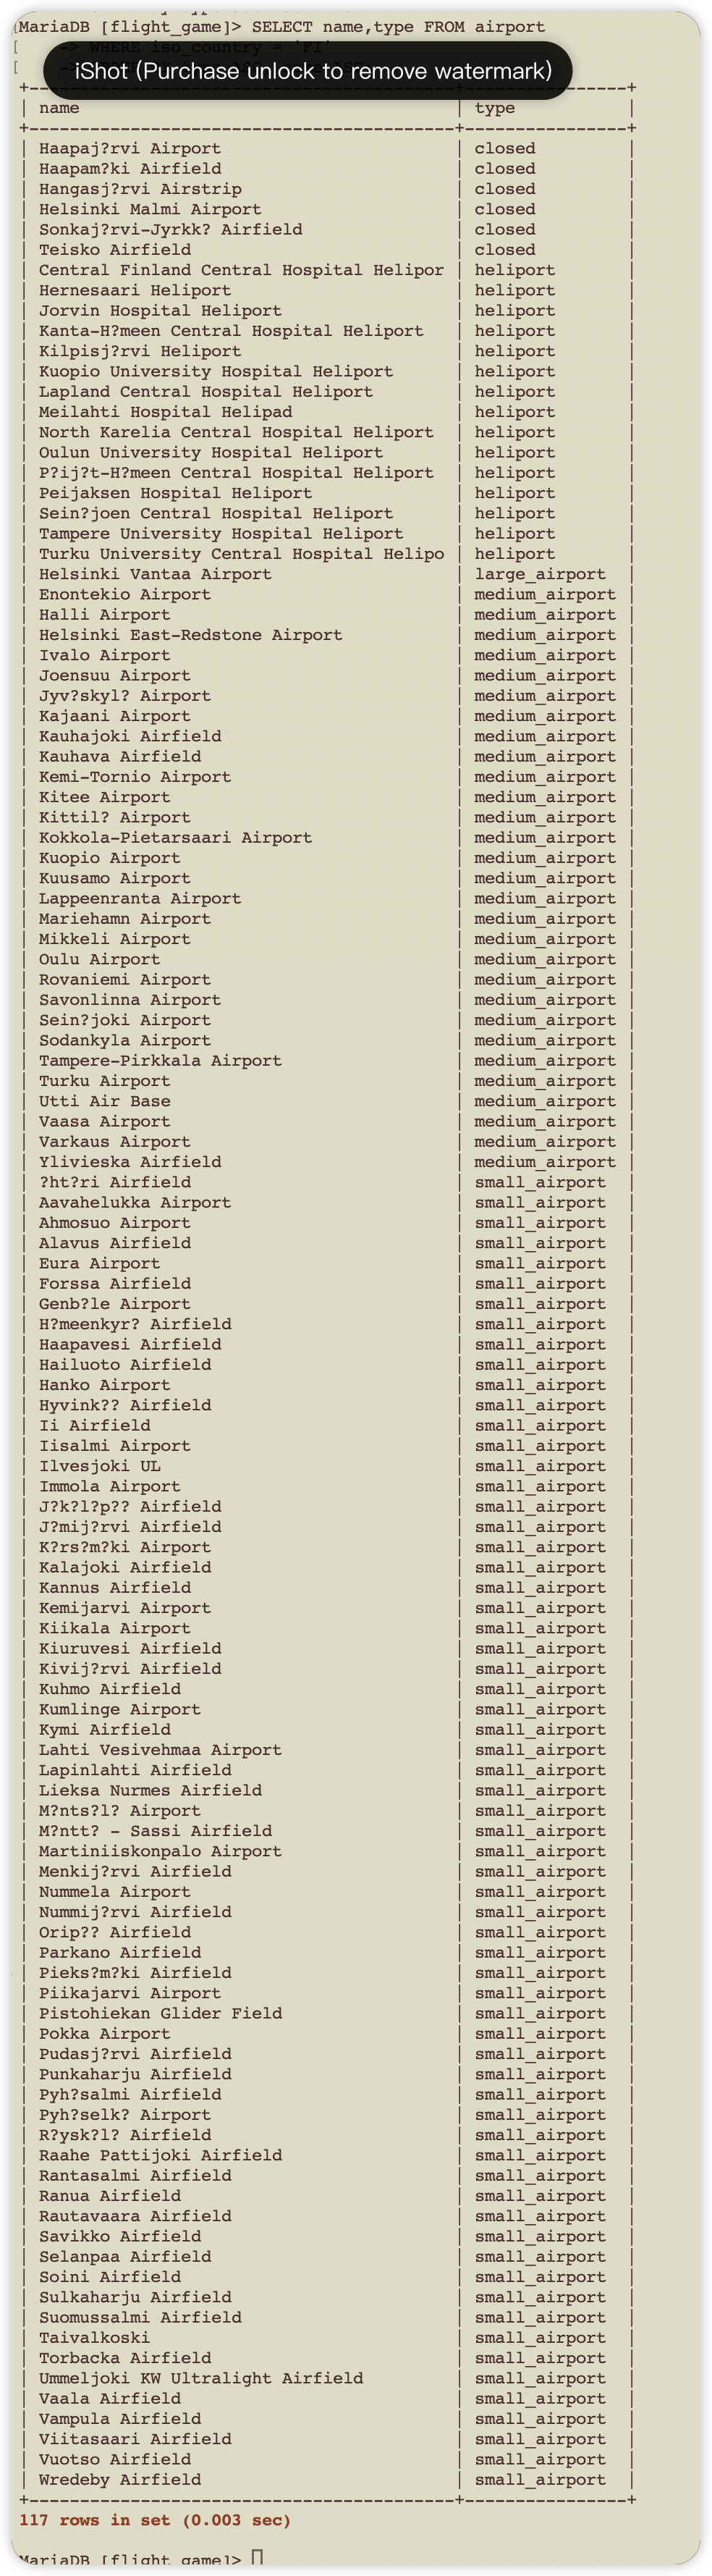 MariaDB [flight_game]> SELECT name,type FROM airport
[    -> WHERE iso_country = 'FI'
iShot (Purchase unlock to remove watermark)
+-----------------------------------------+----------------+
| name | type |
+-----------------------------------------+----------------+
| Haapaj?rvi Airport | closed |
| Haapam?ki Airfield | closed |
| Hangasj?rvi Airstrip | closed |
| Helsinki Malmi Airport | closed |
| Sonkaj?rvi-Jyrkk? Airfield | closed |
| Teisko Airfield | closed |
| Central Finland Central Hospital Helipor | heliport |
| Hernesaari Heliport | heliport |
| Jorvin Hospital Heliport | heliport |
| Kanta-H?meen Central Hospital Heliport | heliport |
| Kilpisj?rvi Heliport | heliport |
| Kuopio University Hospital Heliport | heliport |
| Lapland Central Hospital Heliport | heliport |
| Meilahti Hospital Helipad | heliport |
| North Karelia Central Hospital Heliport | heliport |
| Oulun University Hospital Heliport | heliport |
| P?ij?t-H?meen Central Hospital Heliport | heliport |
| Peijaksen Hospital Heliport | heliport |
| Sein?joen Central Hospital Heliport | heliport |
| Tampere University Hospital Heliport | heliport |
| Turku University Central Hospital Helipo | heliport |
| Helsinki Vantaa Airport | large_airport |
| Enontekio Airport | medium_airport |
| Halli Airport | medium_airport |
| Helsinki East-Redstone Airport | medium_airport |
| Ivalo Airport | medium_airport |
| Joensuu Airport | medium_airport |
| Jyv?skyl? Airport | medium_airport |
| Kajaani Airport | medium_airport |
| Kauhajoki Airfield | medium_airport |
| Kauhava Airfield | medium_airport |
| Kemi-Tornio Airport | medium_airport |
| Kitee Airport | medium_airport |
| Kittil? Airport | medium_airport |
| Kokkola-Pietarsaari Airport | medium_airport |
| Kuopio Airport | medium_airport |
| Kuusamo Airport | medium_airport |
| Lappeenranta Airport | medium_airport |
| Mariehamn Airport | medium_airport |
| Mikkeli Airport | medium_airport |
| Oulu Airport | medium_airport |
| Rovaniemi Airport | medium_airport |
| Savonlinna Airport | medium_airport |
| Sein?joki Airport | medium_airport |
| Sodankyla Airport | medium_airport |
| Tampere-Pirkkala Airport | medium_airport |
| Turku Airport | medium_airport |
| Utti Air Base | medium_airport |
| Vaasa Airport | medium_airport |
| Varkaus Airport | medium_airport |
| Ylivieska Airfield | medium_airport |
| ?ht?ri Airfield | small_airport |
| Aavahelukka Airport | small_airport |
| Ahmosuo Airport | small_airport |
| Alavus Airfield | small_airport |
| Eura Airport | small_airport |
| Forssa Airfield | small_airport |
| Genb?le Airport | small_airport |
| H?meenkyr? Airfield | small_airport |
| Haapavesi Airfield | small_airport |
| Hailuoto Airfield | small_airport |
| Hanko Airport | small_airport |
| Hyvink?? Airfield | small_airport |
| Ii Airfield | small_airport |
| Iisalmi Airport | small_airport |
| Ilvesjoki UL | small_airport |
| Immola Airport | small_airport |
| J?k?l?p?? Airfield | small_airport |
| J?mij?rvi Airfield | small_airport |
| K?rs?m?ki Airport | small_airport |
| Kalajoki Airfield | small_airport |
| Kannus Airfield | small_airport |
| Kemijarvi Airport | small_airport |
| Kiikala Airport | small_airport |
| Kiuruvesi Airfield | small_airport |
| Kivij?rvi Airfield | small_airport |
| Kuhmo Airfield | small_airport |
| Kumlinge Airport | small_airport |
| Kymi Airfield | small_airport |
| Lahti Vesivehmaa Airport | small_airport |
| Lapinlahti Airfield | small_airport |
| Lieksa Nurmes Airfield | small_airport |
| M?nts?l? Airport | small_airport |
| M?ntt? - Sassi Airfield | small_airport |
| Martiniiskonpalo Airport | small_airport |
| Menkij?rvi Airfield | small_airport |
| Nummela Airport | small_airport |
| Nummij?rvi Airfield | small_airport |
| Orip?? Airfield | small_airport |
| Parkano Airfield | small_airport |
| Pieks?m?ki Airfield | small_airport |
| Piikajarvi Airport | small_airport |
| Pistohiekan Glider Field | small_airport |
| Pokka Airport | small_airport |
| Pudasj?rvi Airfield | small_airport |
| Punkaharju Airfield | small_airport |
| Pyh?salmi Airfield | small_airport |
| Pyh?selk? Airport | small_airport |
| R?ysk?l? Airfield | small_airport |
| Raahe Pattijoki Airfield | small_airport |
| Rantasalmi Airfield | small_airport |
| Ranua Airfield | small_airport |
| Rautavaara Airfield | small_airport |
| Savikko Airfield | small_airport |
| Selanpaa Airfield | small_airport |
| Soini Airfield | small_airport |
| Sulkaharju Airfield | small_airport |
| Suomussalmi Airfield | small_airport |
| Taivalkoski | small_airport |
| Torbacka Airfield | small_airport |
| Ummeljoki KW Ultralight Airfield | small_airport |
| Vaala Airfield | small_airport |
| Vampula Airfield | small_airport |
| Viitasaari Airfield | small_airport |
| Vuotso Airfield | small_airport |
| Wredeby Airfield | small_airport |
+-----------------------------------------+----------------+
117 rows in set (0.003 sec)
MariaDB [flight_game]>